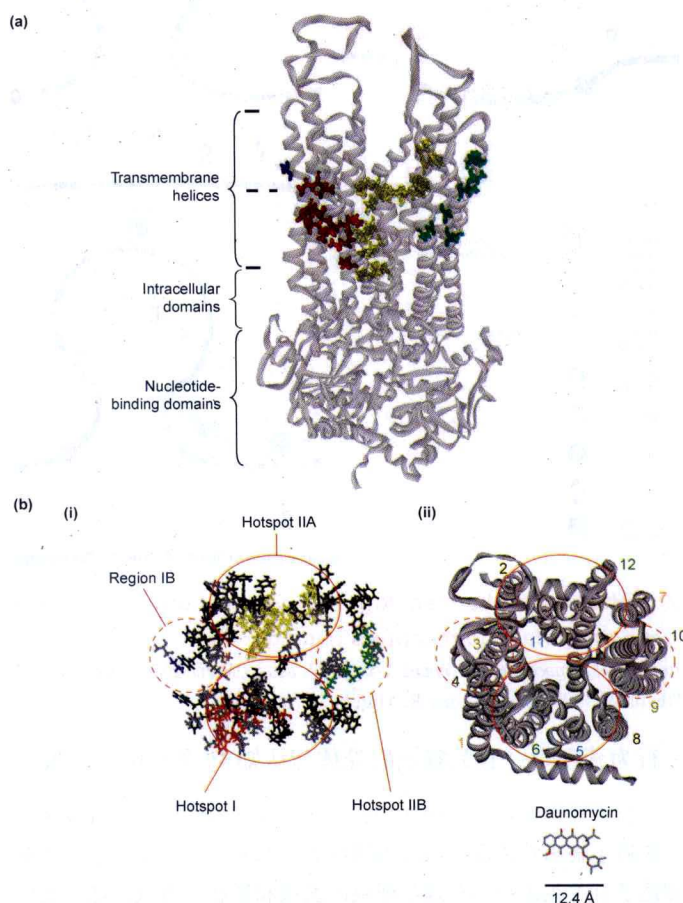 (a)
Transmembrane
helices
Intracellular
domains
Nucleotide-
binding domains
(b)
(i)
Hotspot IIA
Region IB
Hotspot I
Hotspot IIB
(ii)
2
12
7
3
11
10
4
9
1
6
5
8
Daunomycin
12.4 Å